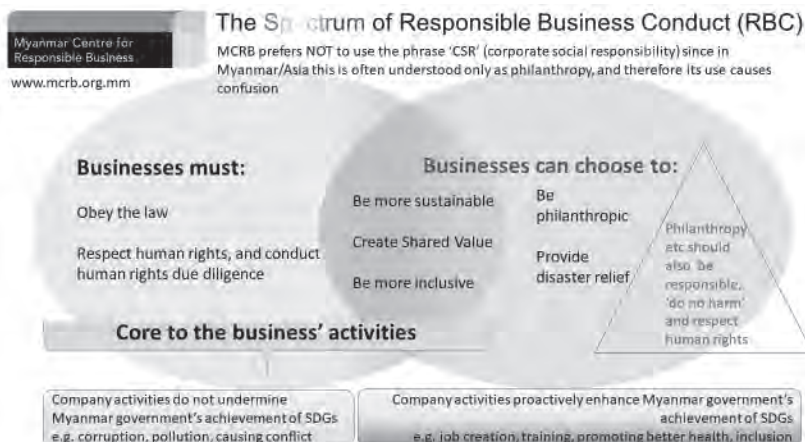 Myanmar Centre for
Responsible Business
www.mcrb.org.mm
The Spectrum of Responsible Business Conduct (RBC)
MCRB prefers NOT to use the phrase 'CSR' (corporate social responsibility) since in
Myanmar/Asia this is often understood only as philanthropy, and therefore its use causes
confusion
Businesses must:
Obey the law
Respect human rights, and conduct
human rights due diligence
Businesses can choose to:
Be more sustainable
Create Shared Value
Be more inclusive
Be
philanthropic
Provide
disaster relief
Philanthropy
etc should
also be
responsible,
'do no harm'
and respect
human rights
Core to the business' activities
Company activities do not undermine
Myanmar government's achievement of SDGs
e.g. corruption, pollution, causing conflict
Company activities proactively enhance Myanmar government's
achievement of SDGs
e.g. job creation, training, promoting better health, inclusion